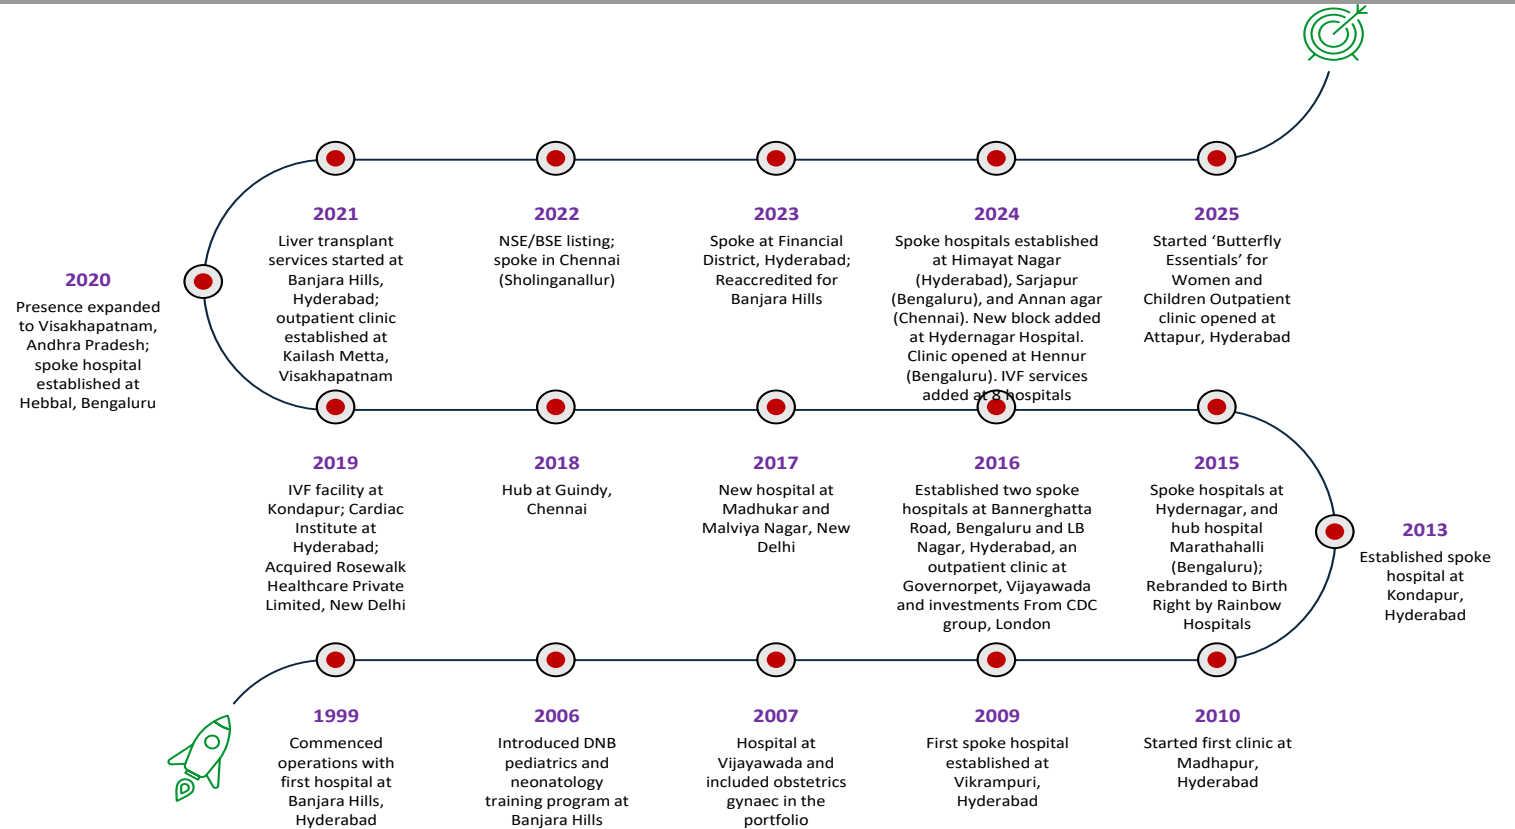 2021
Liver transplant
services started at
Banjara Hills,
Hyderabad;
outpatient clinic
established at
Kailash Metta,
Visakhapatnam
2022
NSE/BSE listing;
spoke in Chennai
(Sholinganallur)
2023
Spoke at Financial
District, Hyderabad;
Reaccredited for
Banjara Hills
2024
Spoke hospitals established
at Himayat Nagar
(Hyderabad), Sarjapur
(Bengaluru), and Annan agar
(Chennai). New block added
at Hydernagar Hospital.
Clinic opened at Hennur
(Bengaluru). IVF services
added at 8 hospitals
2025
Started ‘Butterfly
Essentials’ for
Women and
Children Outpatient
clinic opened at
Attapur, Hyderabad
2020
Presence expanded
to Visakhapatnam,
Andhra Pradesh;
spoke hospital
established at
Hebbal, Bengaluru
2019
IVF facility at
Kondapur; Cardiac
Institute at
Hyderabad;
Acquired Rosewalk
Healthcare Private
Limited, New Delhi
2018
Hub at Guindy,
Chennai
2017
New hospital at
Madhukar and
Malviya Nagar, New
Delhi
2016
Established two spoke
hospitals at Bannerghatta
Road, Bengaluru and LB
Nagar, Hyderabad, an
outpatient clinic at
Governorpet, Vijayawada
and investments From CDC
group, London
2015
Spoke hospitals at
Hydernagar, and
hub hospital
Marathahalli
(Bengaluru);
Rebranded to Birth
Right by Rainbow
Hospitals
2013
Established spoke
hospital at
Kondapur,
Hyderabad
1999
Commenced
operations with
first hospital at
Banjara Hills,
Hyderabad
2006
Introduced DNB
pediatrics and
neonatology
training program at
Banjara Hills
2007
Hospital at
Vijayawada and
included obstetrics
gynaec in the
portfolio
2009
First spoke hospital
established at
Vikrampuri,
Hyderabad
2010
Started first clinic at
Madhapur,
Hyderabad